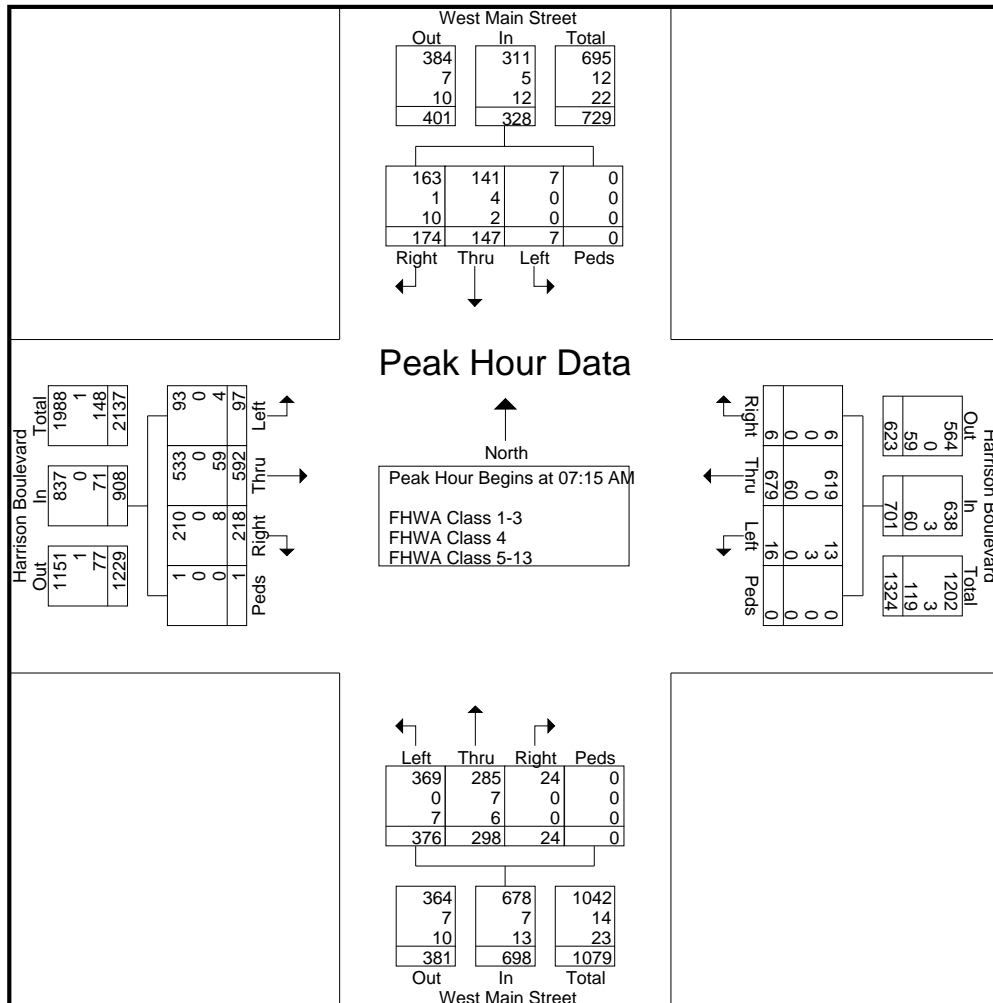 West Main Street
Out In Total
384 311 695
7 5 12
10 12 22
401 328 729
163 141 7 0
1 4 0 0
10 2 0 0
174 147 7 0
Right Thru Left Peds
Peak Hour Data
North
Peak Hour Begins at 07:15 AM
FHWA Class 1-3
FHWA Class 4
FHWA Class 5-13
Harrison Boulevard
Out In Total
1151 837 1988
1 0 1
77 71 148
1229 908 2137
Peds Right Thru Left
1 210 533 93
0 0 0 0
0 8 59 4
1 218 592 97
Harrison Boulevard
Out In Total
564 638 1202
0 3 3
59 60 119
623 701 1324
6 619 13 0
0 0 3 0
0 60 0 0
6 679 16 0
Right Thru Left Peds
Left Thru Right Peds
369 285 24 0
0 7 0 0
7 6 0 0
376 298 24 0
364 678 1042
7 7 14
10 13 23
381 698 1079
Out In Total
West Main Street